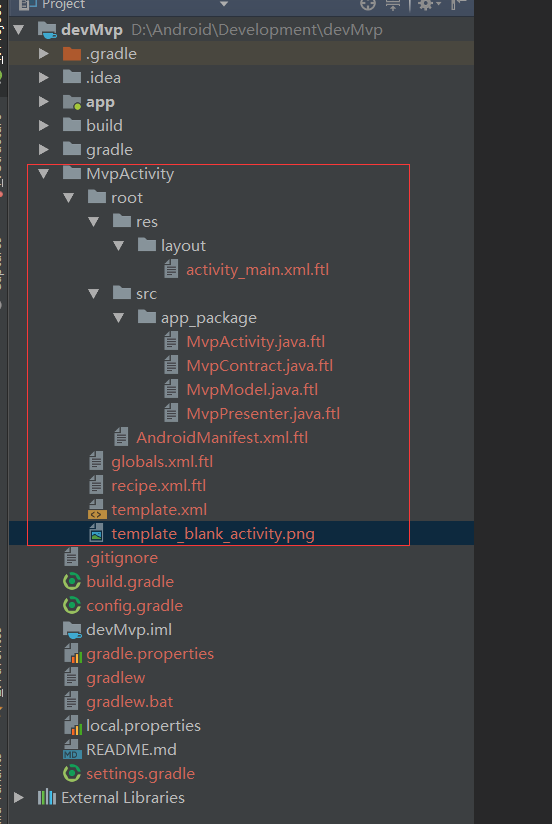 Project
devMvp D:\Android\Development\devMvp
.gradle
.idea
app
build
gradle
MvpActivity
root
res
layout
activity_main.xml.ftl
src
app_package
MvpActivity.java.ftl
MvpContract.java.ftl
MvpModel.java.ftl
MvpPresenter.java.ftl
AndroidManifest.xml.ftl
globals.xml.ftl
recipe.xml.ftl
template.xml
template_blank_activity.png
.gitignore
build.gradle
config.gradle
devMvp.iml
gradle.properties
gradlew
gradlew.bat
local.properties
README.md
settings.gradle
External Libraries